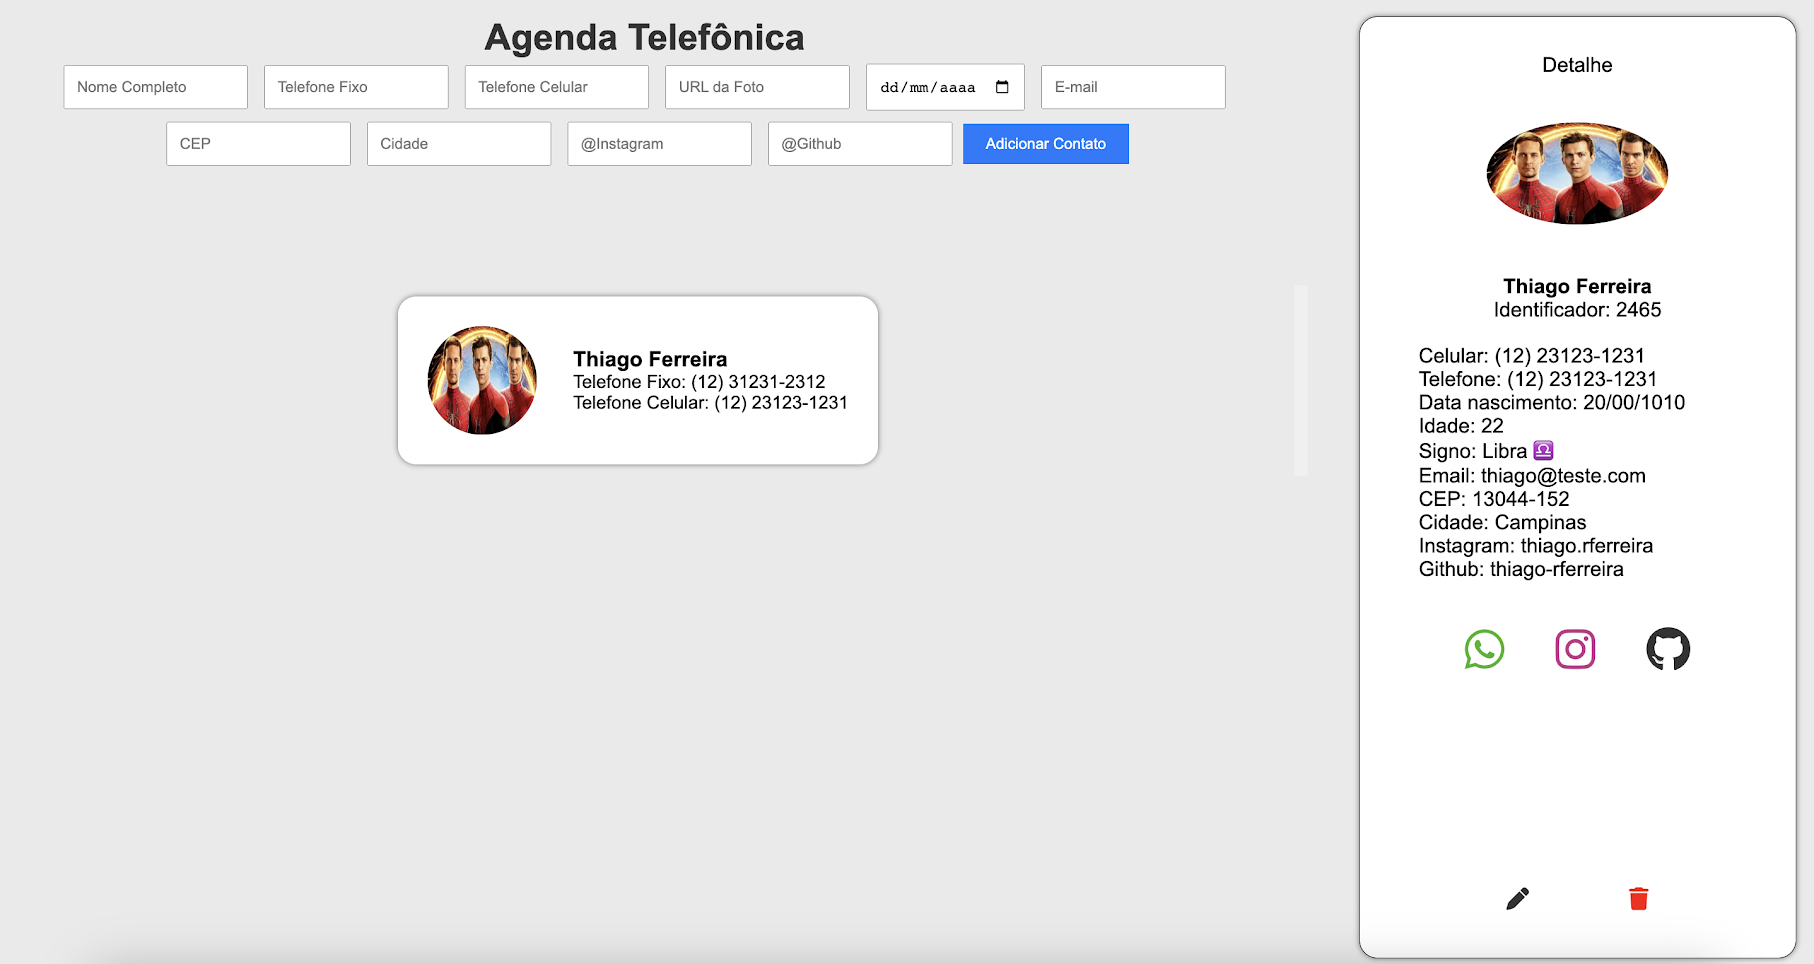 Agenda Telefônica
Nome Completo
Telefone Fixo
Telefone Celular
URL da Foto
dd/mm/aaaa
E-mail
CEP
Cidade
@Instagram
@Github
Adicionar Contato
Thiago Ferreira
Telefone Fixo: (12) 31231-2312
Telefone Celular: (12) 23123-1231
Detalhe
Thiago Ferreira
Identificador: 2465
Celular: (12) 23123-1231
Telefone: (12) 23123-1231
Data nascimento: 20/00/1010
Idade: 22
Signo: Libra ♎
Email: thiago@teste.com
CEP: 13044-152
Cidade: Campinas
Instagram: thiago.rferreira
Github: thiago-rferreira